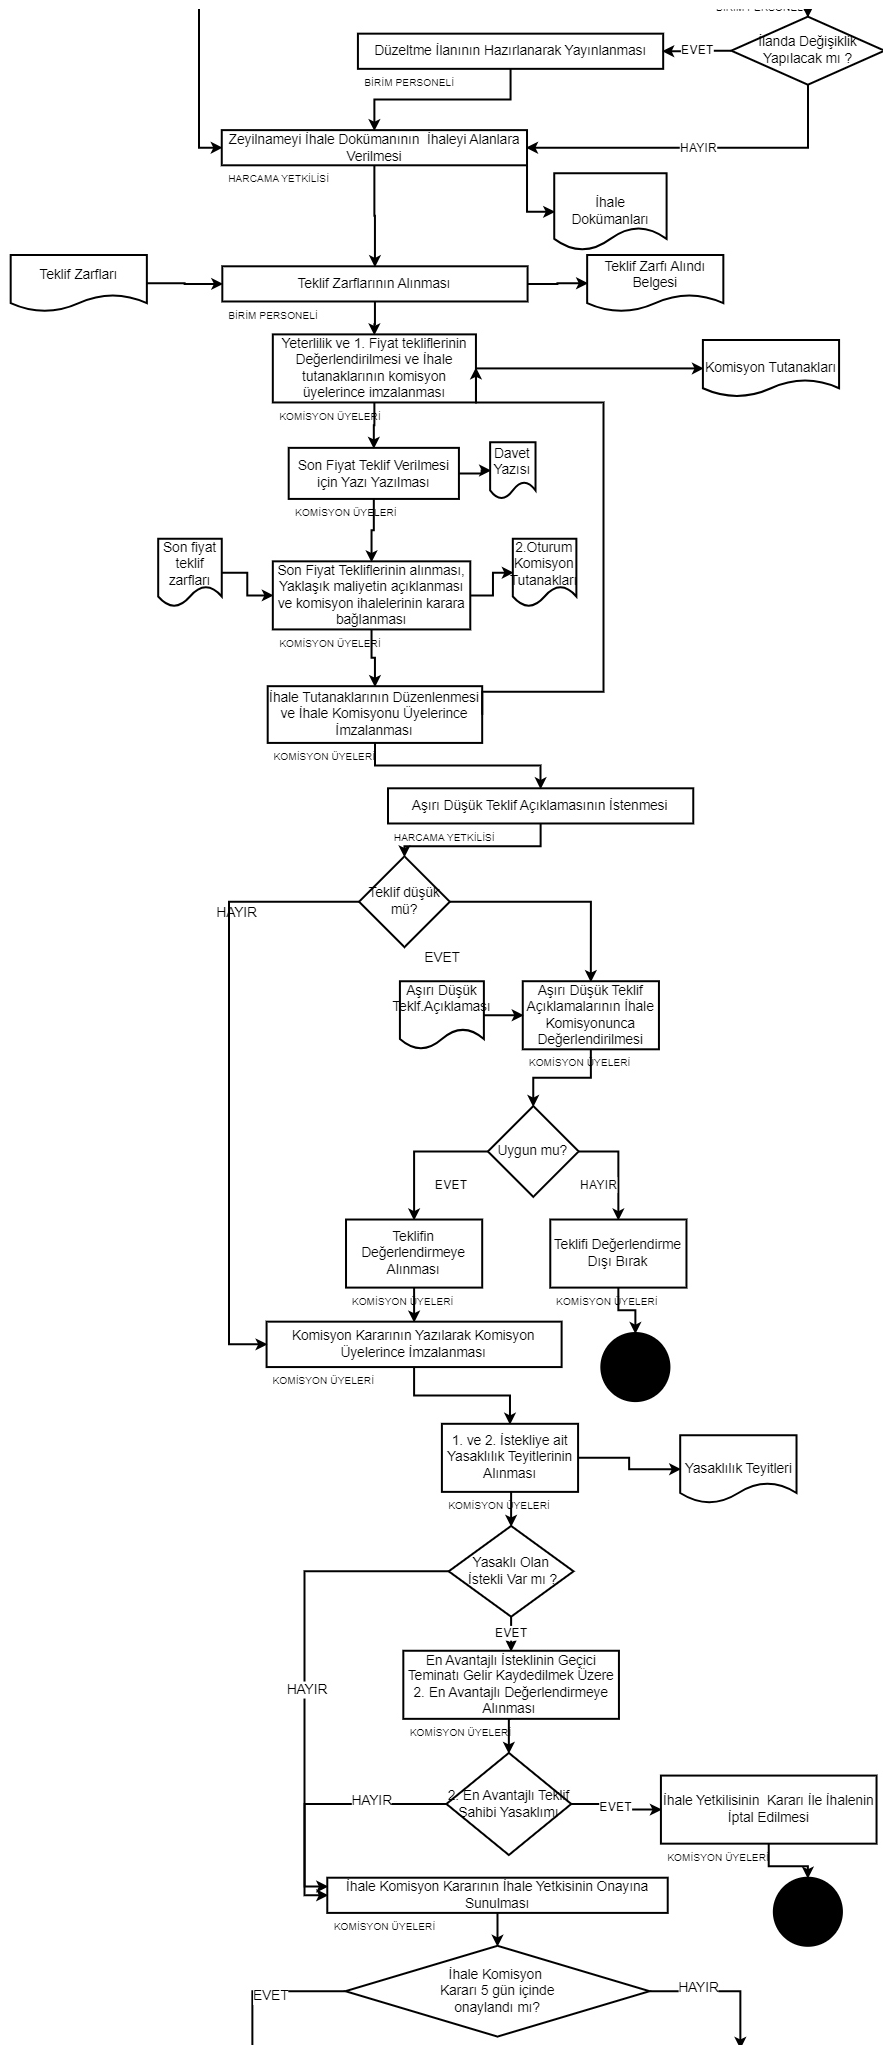 İlanda Değişiklik
Yapılacak mı ?
EVET
Düzeltme İlanının Hazırlanarak Yayınlanması
BİRİM PERSONELİ
Zeyilnameyi İhale Dokümanının İhaleyi Alanlara
Verilmesi
HAYIR
HARCAMA YETKİLİSİ
İhale
Dokümanları
Teklif Zarfları
Teklif Zarflarının Alınması
Teklif Zarfı Alındı
Belgesi
BİRİM PERSONELİ
Yeterlilik ve 1. Fiyat tekliflerinin
Değerlendirilmesi ve İhale
tutanaklarının komisyon
üyelerince imzalanması
Komisyon Tutanakları
KOMİSYON ÜYELERİ
Son Fiyat Teklif Verilmesi
için Yazı Yazılması
Davet
Yazısı
KOMİSYON ÜYELERİ
Son fiyat
teklif
zarfları
Son Fiyat Tekliflerinin alınması,
Yaklaşık maliyetin açıklanması
ve komisyon ihalelerinin karara
bağlanması
2.Oturum
Komisyon
Tutanakları
KOMİSYON ÜYELERİ
İhale Tutanaklarının Düzenlenmesi
ve İhale Komisyonu Üyelerince
İmzalanması
KOMİSYON ÜYELERİ
Aşırı Düşük Teklif Açıklamasının İstenmesi
HARCAMA YETKİLİSİ
Teklif düşük
mü?
HAYIR
EVET
Aşırı Düşük
Teklf.Açıklaması
Aşırı Düşük Teklif
Açıklamalarının İhale
Komisyonunca
Değerlendirilmesi
KOMİSYON ÜYELERİ
Uygun mu?
EVET
HAYIR
Teklifin
Değerlendirmeye
Alınması
Teklifi Değerlendirme
Dışı Bırak
KOMİSYON ÜYELERİ
KOMİSYON ÜYELERİ
Komisyon Kararının Yazılarak Komisyon
Üyelerince İmzalanması
KOMİSYON ÜYELERİ
1. ve 2. İstekliye ait
Yasaklılık Teyitlerinin
Alınması
Yasaklılık Teyitleri
KOMİSYON ÜYELERİ
Yasaklı Olan
İstekli Var mı ?
EVET
HAYIR
En Avantajlı İsteklinin Geçici
Teminatı Gelir Kaydedilmek Üzere
2. En Avantajlı Değerlendirmeye
Alınması
KOMİSYON ÜYELERİ
2. En Avantajlı Teklif
Sahibi Yasaklımı
HAYIR
EVET
İhale Yetkilisinin Kararı İle İhalenin
İptal Edilmesi
KOMİSYON ÜYELERİ
İhale Komisyon Kararının İhale Yetkisinin Onayına
Sunulması
KOMİSYON ÜYELERİ
İhale Komisyon
Kararı 5 gün içinde
onaylandı mı?
EVET
HAYIR